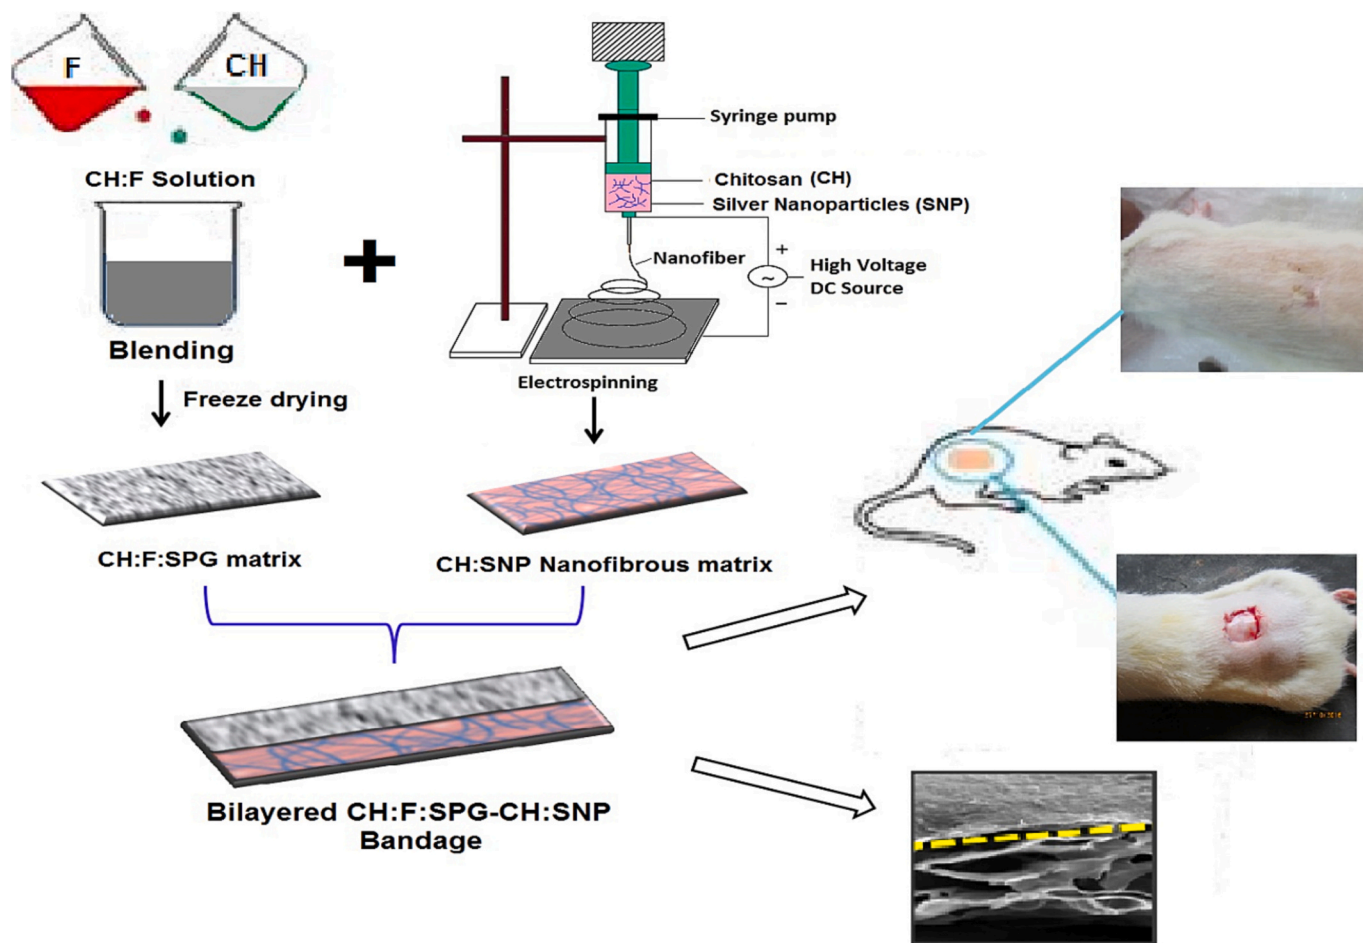 F
CH
CH:F Solution
Blending
Freeze drying
CH:F:SPG matrix
Syringe pump
Chitosan (CH)
Silver Nanoparticles (SNP)
Nanofiber
+
~
−
High Voltage
DC Source
Electrospinning
CH:SNP Nanofibrous matrix
Bilayered CH:F:SPG-CH:SNP
Bandage